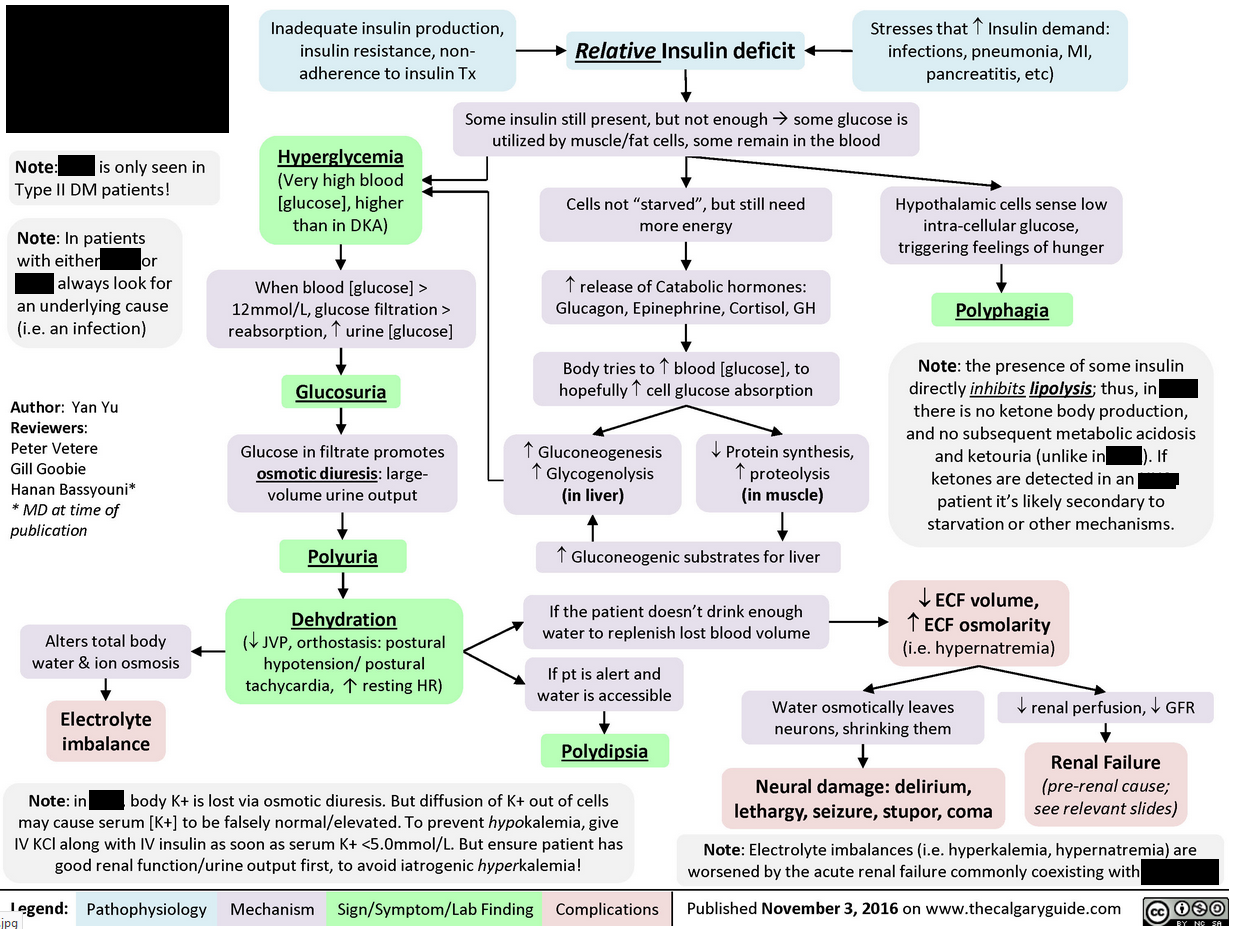 Inadequate insulin production,
insulin resistance, non-
adherence to insulin Tx
Relative Insulin deficit
Stresses that ↑ Insulin demand:
infections, pneumonia, MI,
pancreatitis, etc)
Some insulin still present, but not enough → some glucose is
utilized by muscle/fat cells, some remain in the blood
Note: is only seen in
Type II DM patients!
Hyperglycemia
(Very high blood
[glucose], higher
than in DKA)
Cells not “starved”, but still need
more energy
Hypothalamic cells sense low
intra-cellular glucose,
triggering feelings of hunger
Note: In patients
with either or
always look for
an underlying cause
(i.e. an infection)
When blood [glucose] >
12mmol/L, glucose filtration >
reabsorption, ↑ urine [glucose]
↑ release of Catabolic hormones:
Glucagon, Epinephrine, Cortisol, GH
Polyphagia
Glucosuria
Body tries to ↑ blood [glucose], to
hopefully ↑ cell glucose absorption
Note: the presence of some insulin
directly inhibits lipolysis; thus, in
there is no ketone body production,
and no subsequent metabolic acidosis
and ketouria (unlike in ). If
ketones are detected in an
patient it’s likely secondary to
starvation or other mechanisms.
Author: Yan Yu
Reviewers:
Peter Vetere
Gill Goobie
Hanan Bassyouni*
* MD at time of
publication
Glucose in filtrate promotes
osmotic diuresis: large-
volume urine output
↑ Gluconeogenesis
↑ Glycogenolysis
(in liver)
↓ Protein synthesis,
↑ proteolysis
(in muscle)
Polyuria
↑ Gluconeogenic substrates for liver
Dehydration
(↓ JVP, orthostasis: postural
hypotension/ postural
tachycardia, ↑ resting HR)
If the patient doesn’t drink enough
water to replenish lost blood volume
↓ ECF volume,
↑ ECF osmolarity
(i.e. hypernatremia)
Alters total body
water & ion osmosis
If pt is alert and
water is accessible
Electrolyte
imbalance
Polydipsia
Water osmotically leaves
neurons, shrinking them
↓ renal perfusion, ↓ GFR
Neural damage: delirium,
lethargy, seizure, stupor, coma
Renal Failure
(pre-renal cause;
see relevant slides)
Note: in , body K+ is lost via osmotic diuresis. But diffusion of K+ out of cells
may cause serum [K+] to be falsely normal/elevated. To prevent hypokalemia, give
IV KCl along with IV insulin as soon as serum K+ <5.0mmol/L. But ensure patient has
good renal function/urine output first, to avoid iatrogenic hyperkalemia!
Note: Electrolyte imbalances (i.e. hyperkalemia, hypernatremia) are
worsened by the acute renal failure commonly coexisting with
Legend: Pathophysiology Mechanism Sign/Symptom/Lab Finding Complications
Published November 3, 2016 on www.thecalgaryguide.com
jpg
cc BY NC SA